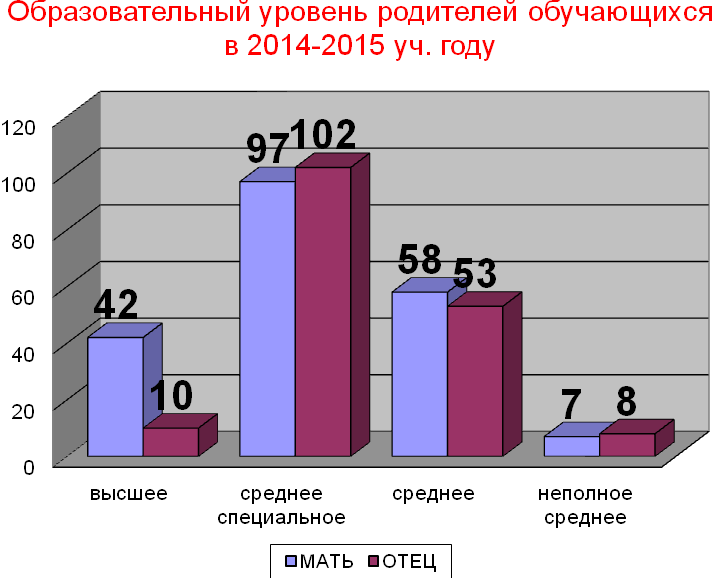 Образовательный уровень родителей обучающихся
в 2014-2015 уч. году
120
100
80
60
40
20
0
42
10
97
102
58
53
7
8
высшее
среднее
специальное
среднее
неполное
среднее
МАТЬ
ОТЕЦ